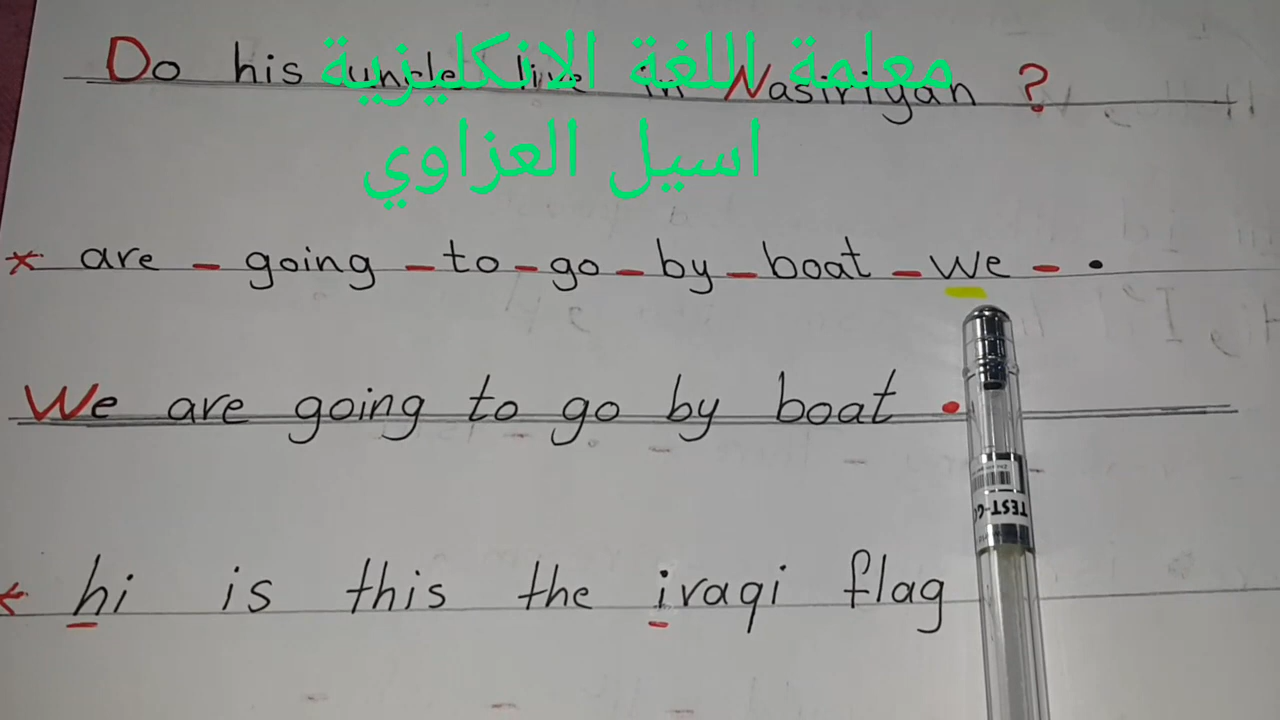 Do his uncle live in Nasiriyah ?
معلمة اللغة الانكليزية
اسيل العزاوي
* are - going - to - go - by - boat - we - .
We are going to go by boat .
hi is this the iraqi flag
TEST-